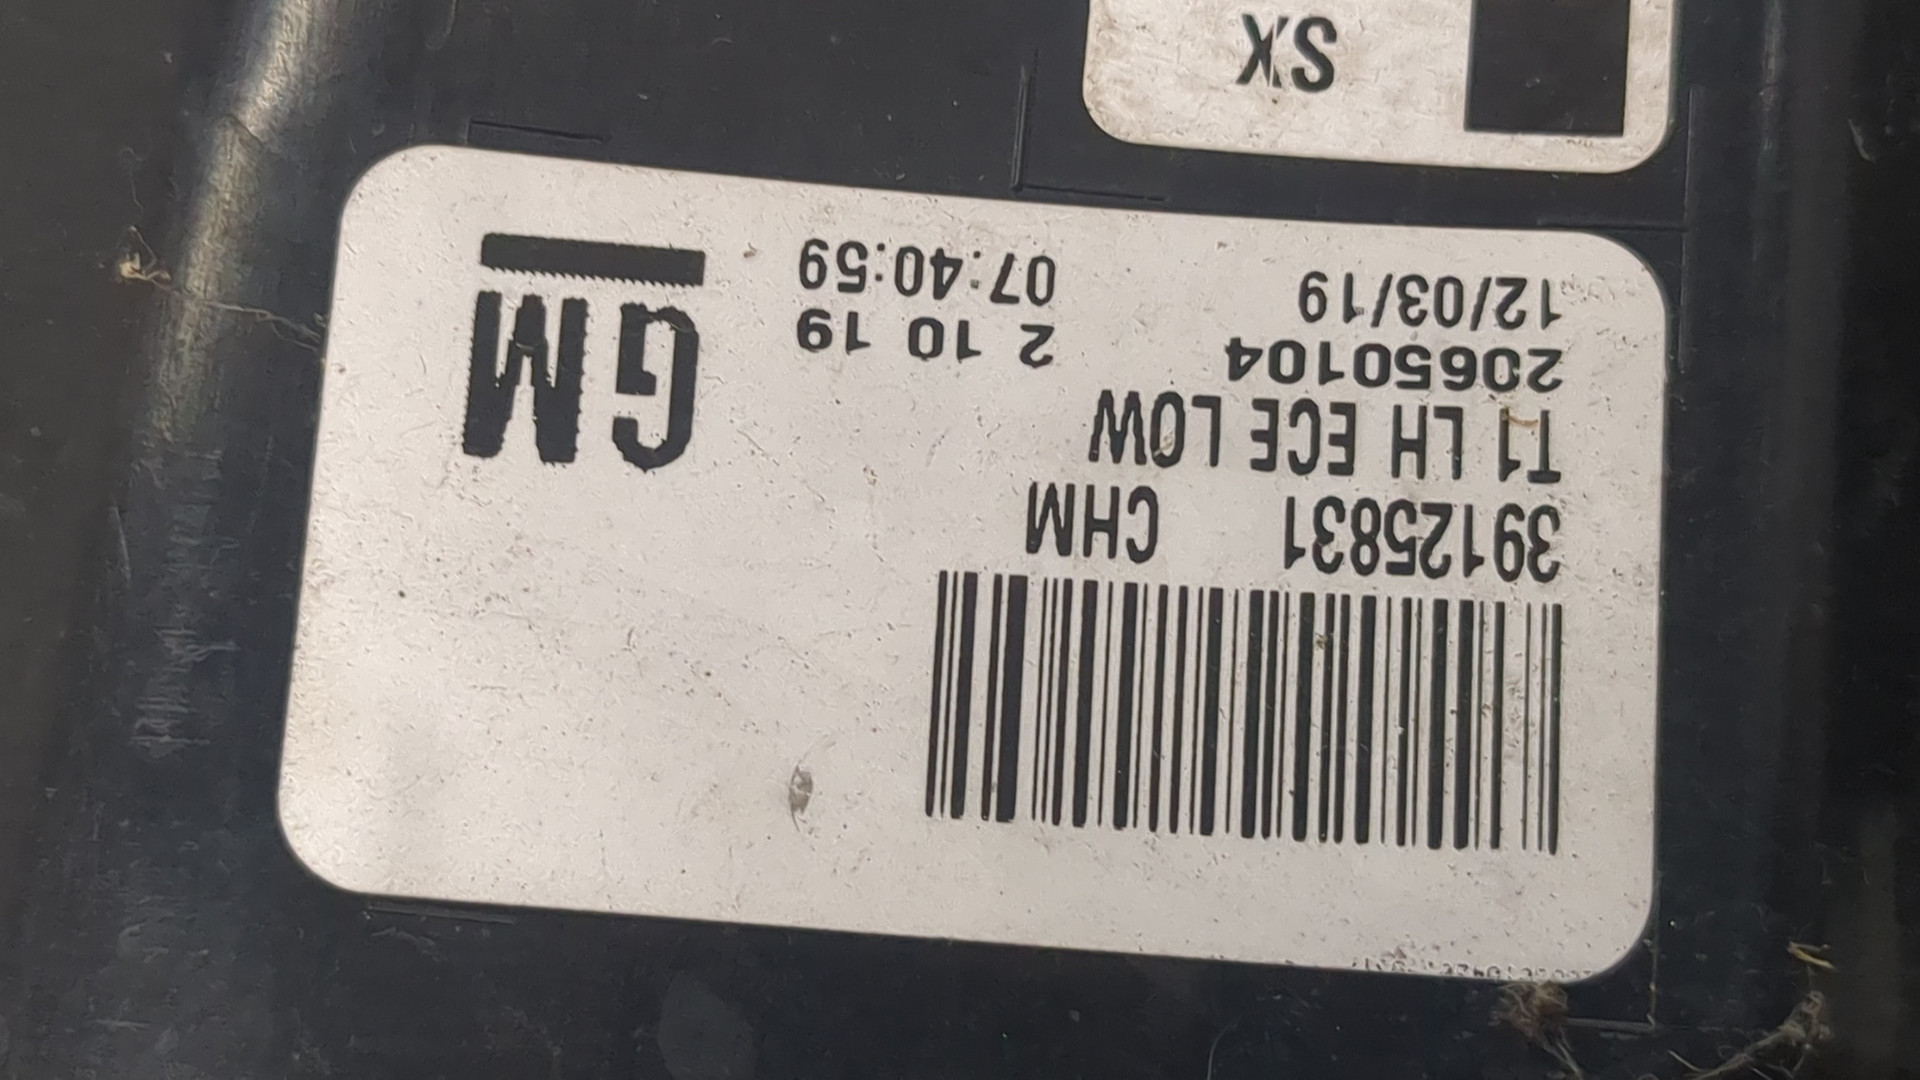 39125831 CHM
T1 LH ECE LOW
20650104
12/03/19
2 10 19
07:40:59
GM
SX